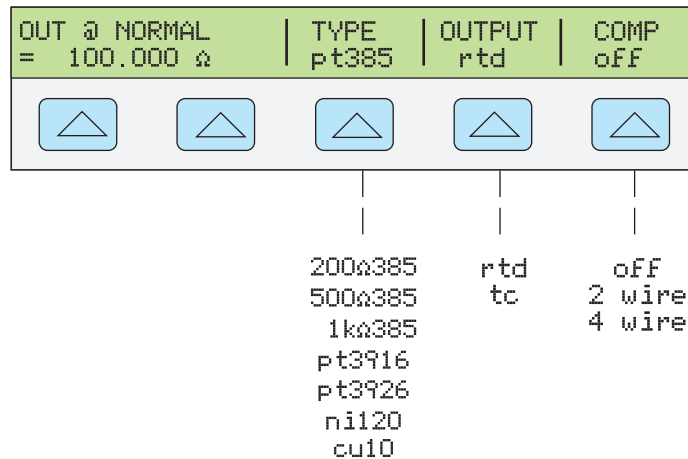 OUT @ NORMAL | TYPE | OUTPUT | COMP
= 100.000 Ω | pt385 | rtd | off
200Ω385
500Ω385
1kΩ385
pt3916
pt3926
ni120
cu10
rtd
tc
off
2 wire
4 wire